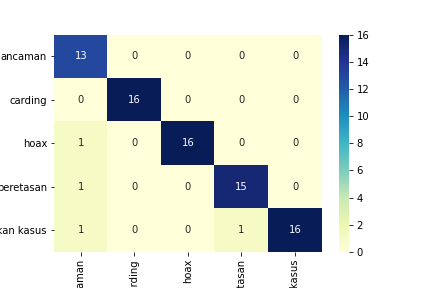 ancaman 13 0 0 0 0
carding 0 16 0 0 0
hoax 1 0 16 0 0
peretasan 1 0 0 15 0
kan kasus 1 0 0 1 16
aman rding hoax tasan kasus
16
14
12
10
8
6
4
2
0